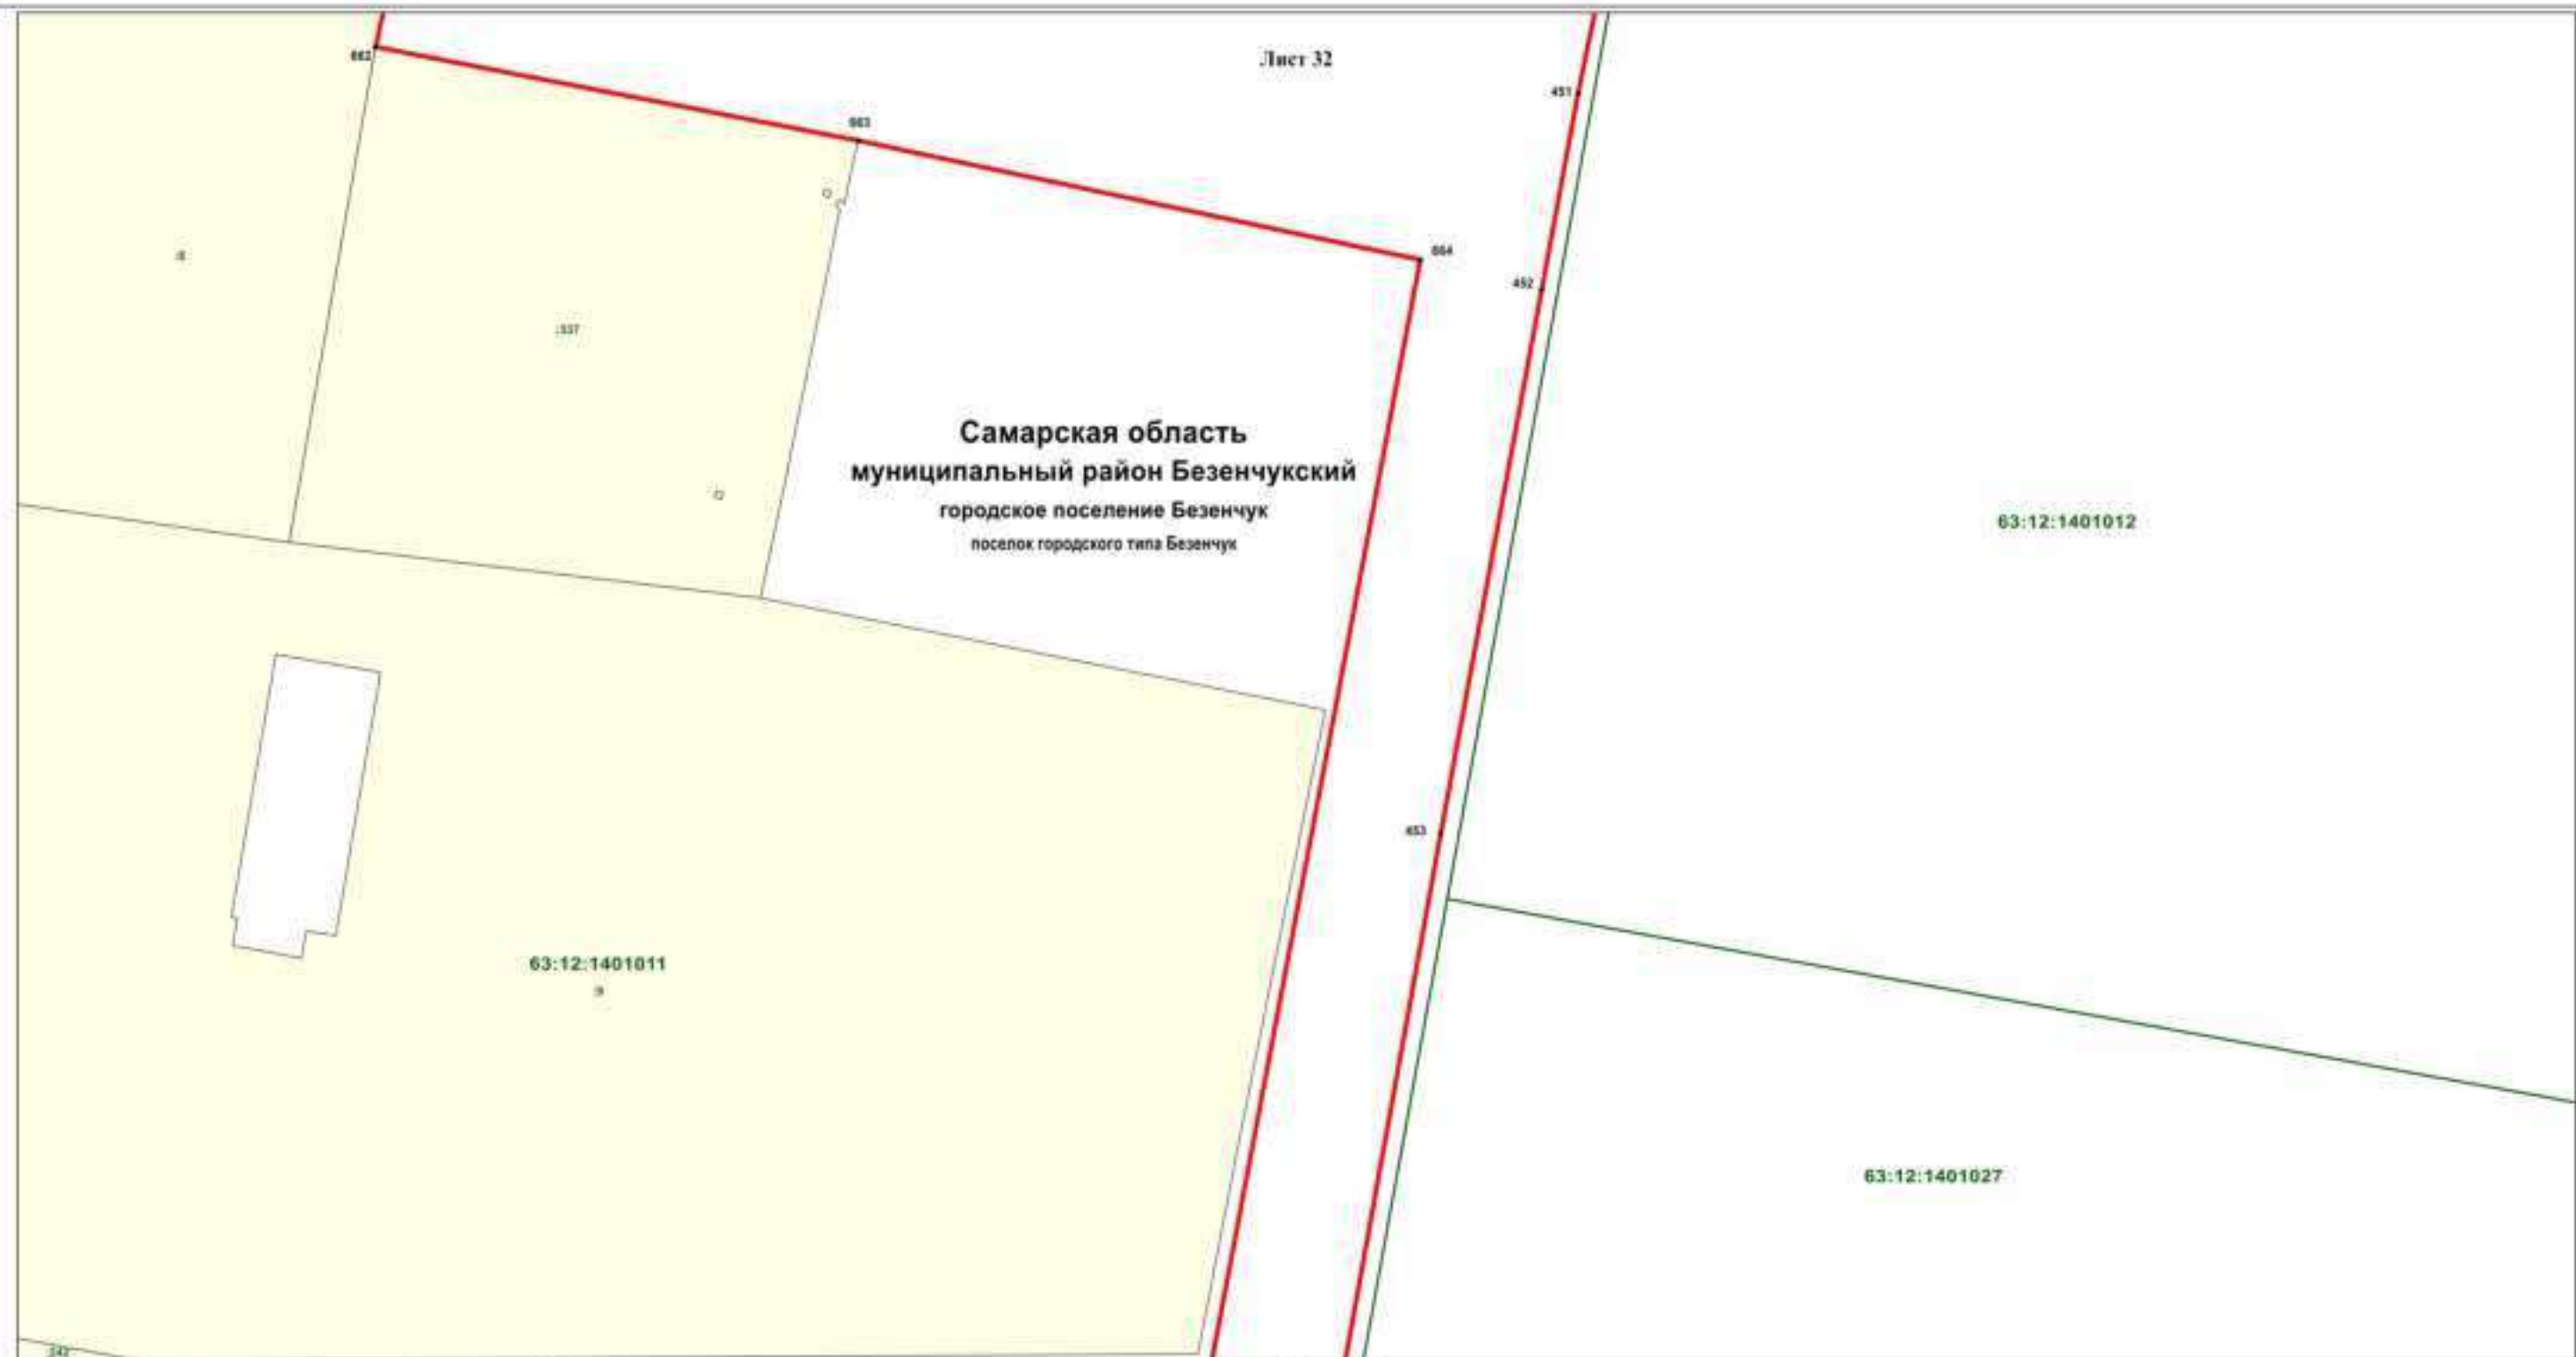 Лист 32
662
451
663
664
452
:537
Самарская область
муниципальный район Безенчукский
городское поселение Безенчук
поселок городского типа Безенчук
63:12:1401012
453
63:12:1401011
63:12:1401027